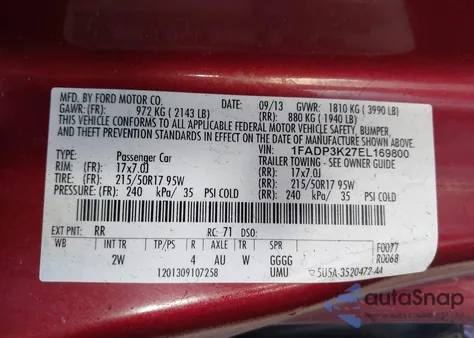 MFD. BY FORD MOTOR CO.
DATE: 09/13 GVWR: 1810 KG ( 3990 LB)
GAWR: (FR): 972 KG ( 2143 LB) (RR): 880 KG ( 1940 LB)
THIS VEHICLE CONFORMS TO ALL APPLICABLE FEDERAL MOTOR VEHICLE SAFETY, BUMPER,
AND THEFT PREVENTION STANDARDS IN EFFECT ON THE DATE OF MANUFACTURE SHOWN ABOVE.
VIN: 1FADP3K27EL169800
TYPE: Passenger Car TRAILER TOWING - SEE OWNER GUIDE
RIM: (FR): 17x7.0J (RR): 17x7.0J
TIRE: (FR): 215/50R17 95W (RR): 215/50R17 95W
PRESSURE: (FR): 240 kPa/ 35 PSI COLD (RR): 240 kPa/ 35 PSI COLD
EXT PNT: RR RC: 71 DSO:
WB INT TR TP/PS R AXLE TR SPR
2W 4 AU W GGGG
F0077
R0068
1201309107258 UMU 5U5A-3520472-AA
autoSnap